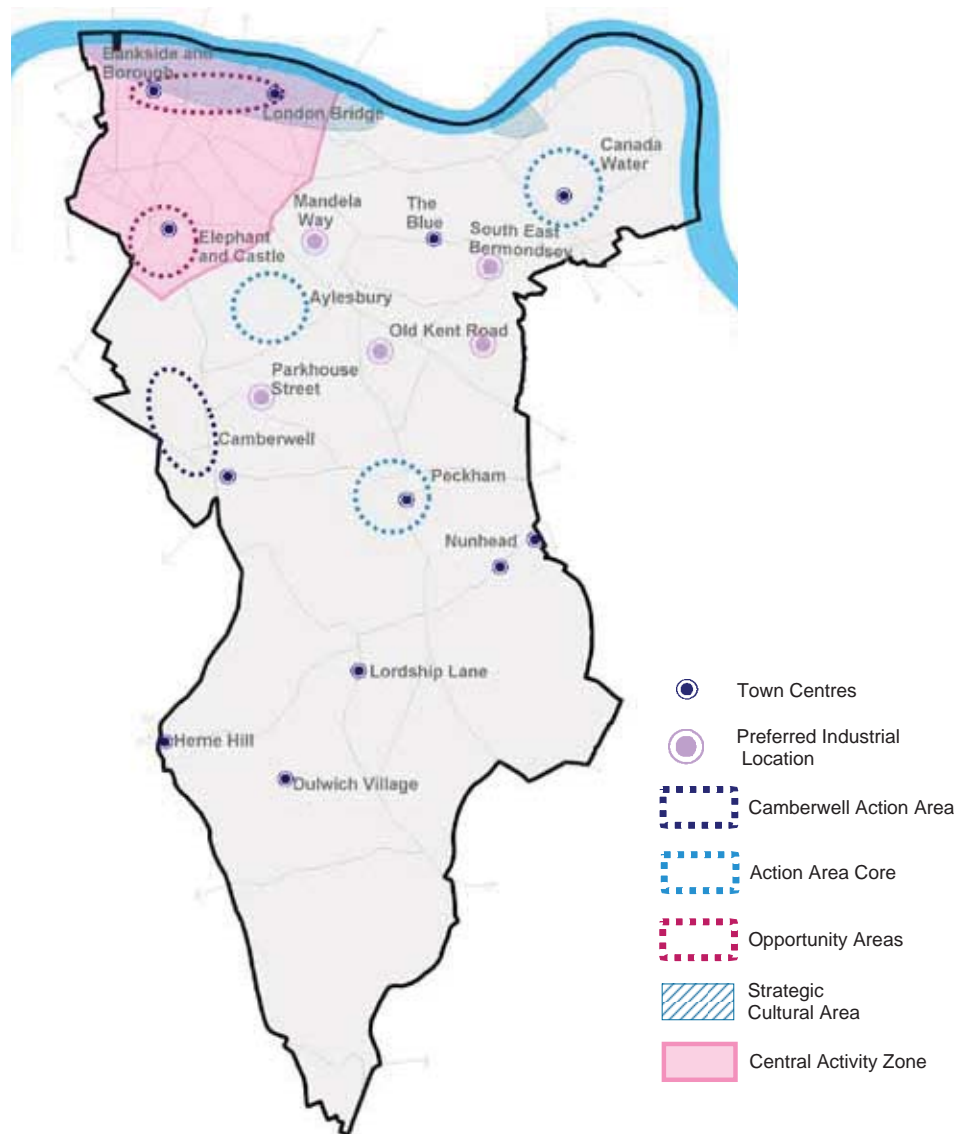 Bankside and
Borough
London Bridge
Canada
Water
Mandela
Way
The
Blue
South East
Bermondsey
Elephant
and Castle
Aylesbury
Old Kent Road
Parkhouse
Street
Camberwell
Peckham
Nunhead
Lordship Lane
Herne Hill
Dulwich Village
Town Centres
Preferred Industrial
Location
Camberwell Action Area
Action Area Core
Opportunity Areas
Strategic
Cultural Area
Central Activity Zone